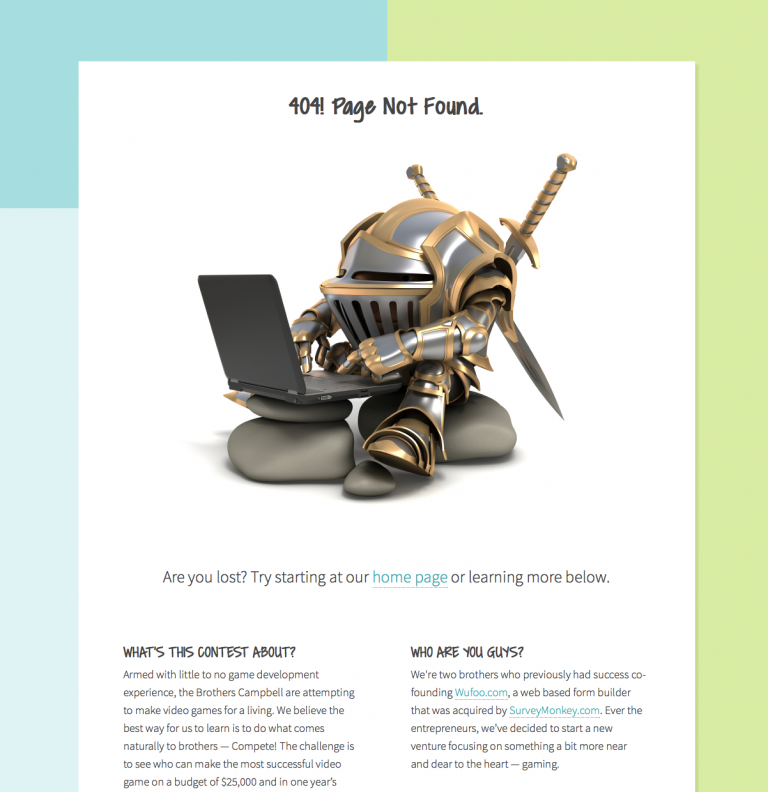 404! Page Not Found.
Are you lost? Try starting at our home page or learning more below.
WHAT'S THIS CONTEST ABOUT?
Armed with little to no game development
experience, the Brothers Campbell are attempting
to make video games for a living. We believe the
best way for us to learn is to do what comes
naturally to brothers — Compete! The challenge is
to see who can make the most successful video
game on a budget of $25,000 and in one year's
WHO ARE YOU GUYS?
We're two brothers who previously had success co-
founding Wufoo.com, a web based form builder
that was acquired by SurveyMonkey.com. Ever the
entrepreneurs, we've decided to start a new
venture focusing on something a bit more near
and dear to the heart — gaming.